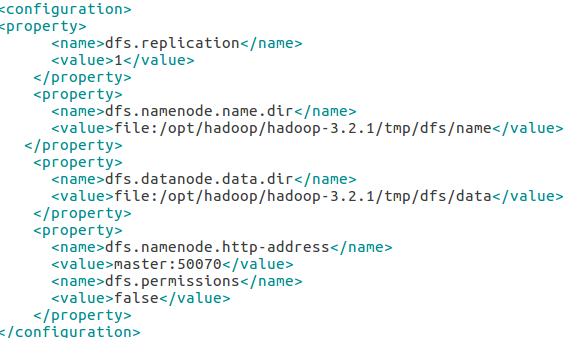 <configuration>
<property>
<name>dfs.replication</name>
<value>1</value>
</property>
<property>
<name>dfs.namenode.name.dir</name>
<value>file:/opt/hadoop/hadoop-3.2.1/tmp/dfs/name</value>
</property>
<property>
<name>dfs.datanode.data.dir</name>
<value>file:/opt/hadoop/hadoop-3.2.1/tmp/dfs/data</value>
</property>
<property>
<name>dfs.namenode.http-address</name>
<value>master:50070</value>
<name>dfs.permissions</name>
<value>false</value>
</property>
</configuration>